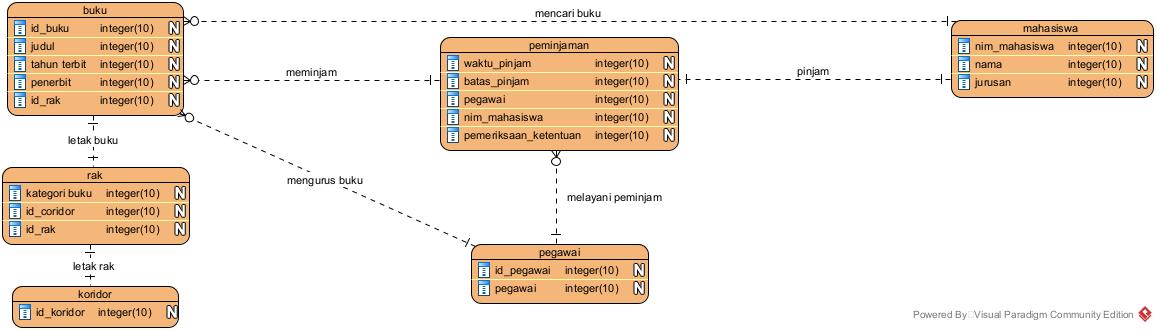 buku
id_buku integer(10) N
judul integer(10) N
tahun terbit integer(10) N
penerbit integer(10) N
id_rak integer(10) N
mencari buku
mahasiswa
nim_mahasiswa integer(10) N
nama integer(10) N
jurusan integer(10) N
peminjaman
waktu_pinjam integer(10) N
batas_pinjam integer(10) N
pegawai integer(10) N
nim_mahasiswa integer(10) N
pemeriksaan_ketentuan integer(10) N
meminjam
pinjam
letak buku
rak
kategori buku integer(10) N
id_coridor integer(10) N
id_rak integer(10) N
mengurus buku
melayani peminjam
pegawai
id_pegawai integer(10) N
pegawai integer(10) N
letak rak
koridor
id_koridor integer(10) N
Powered By Visual Paradigm Community Edition